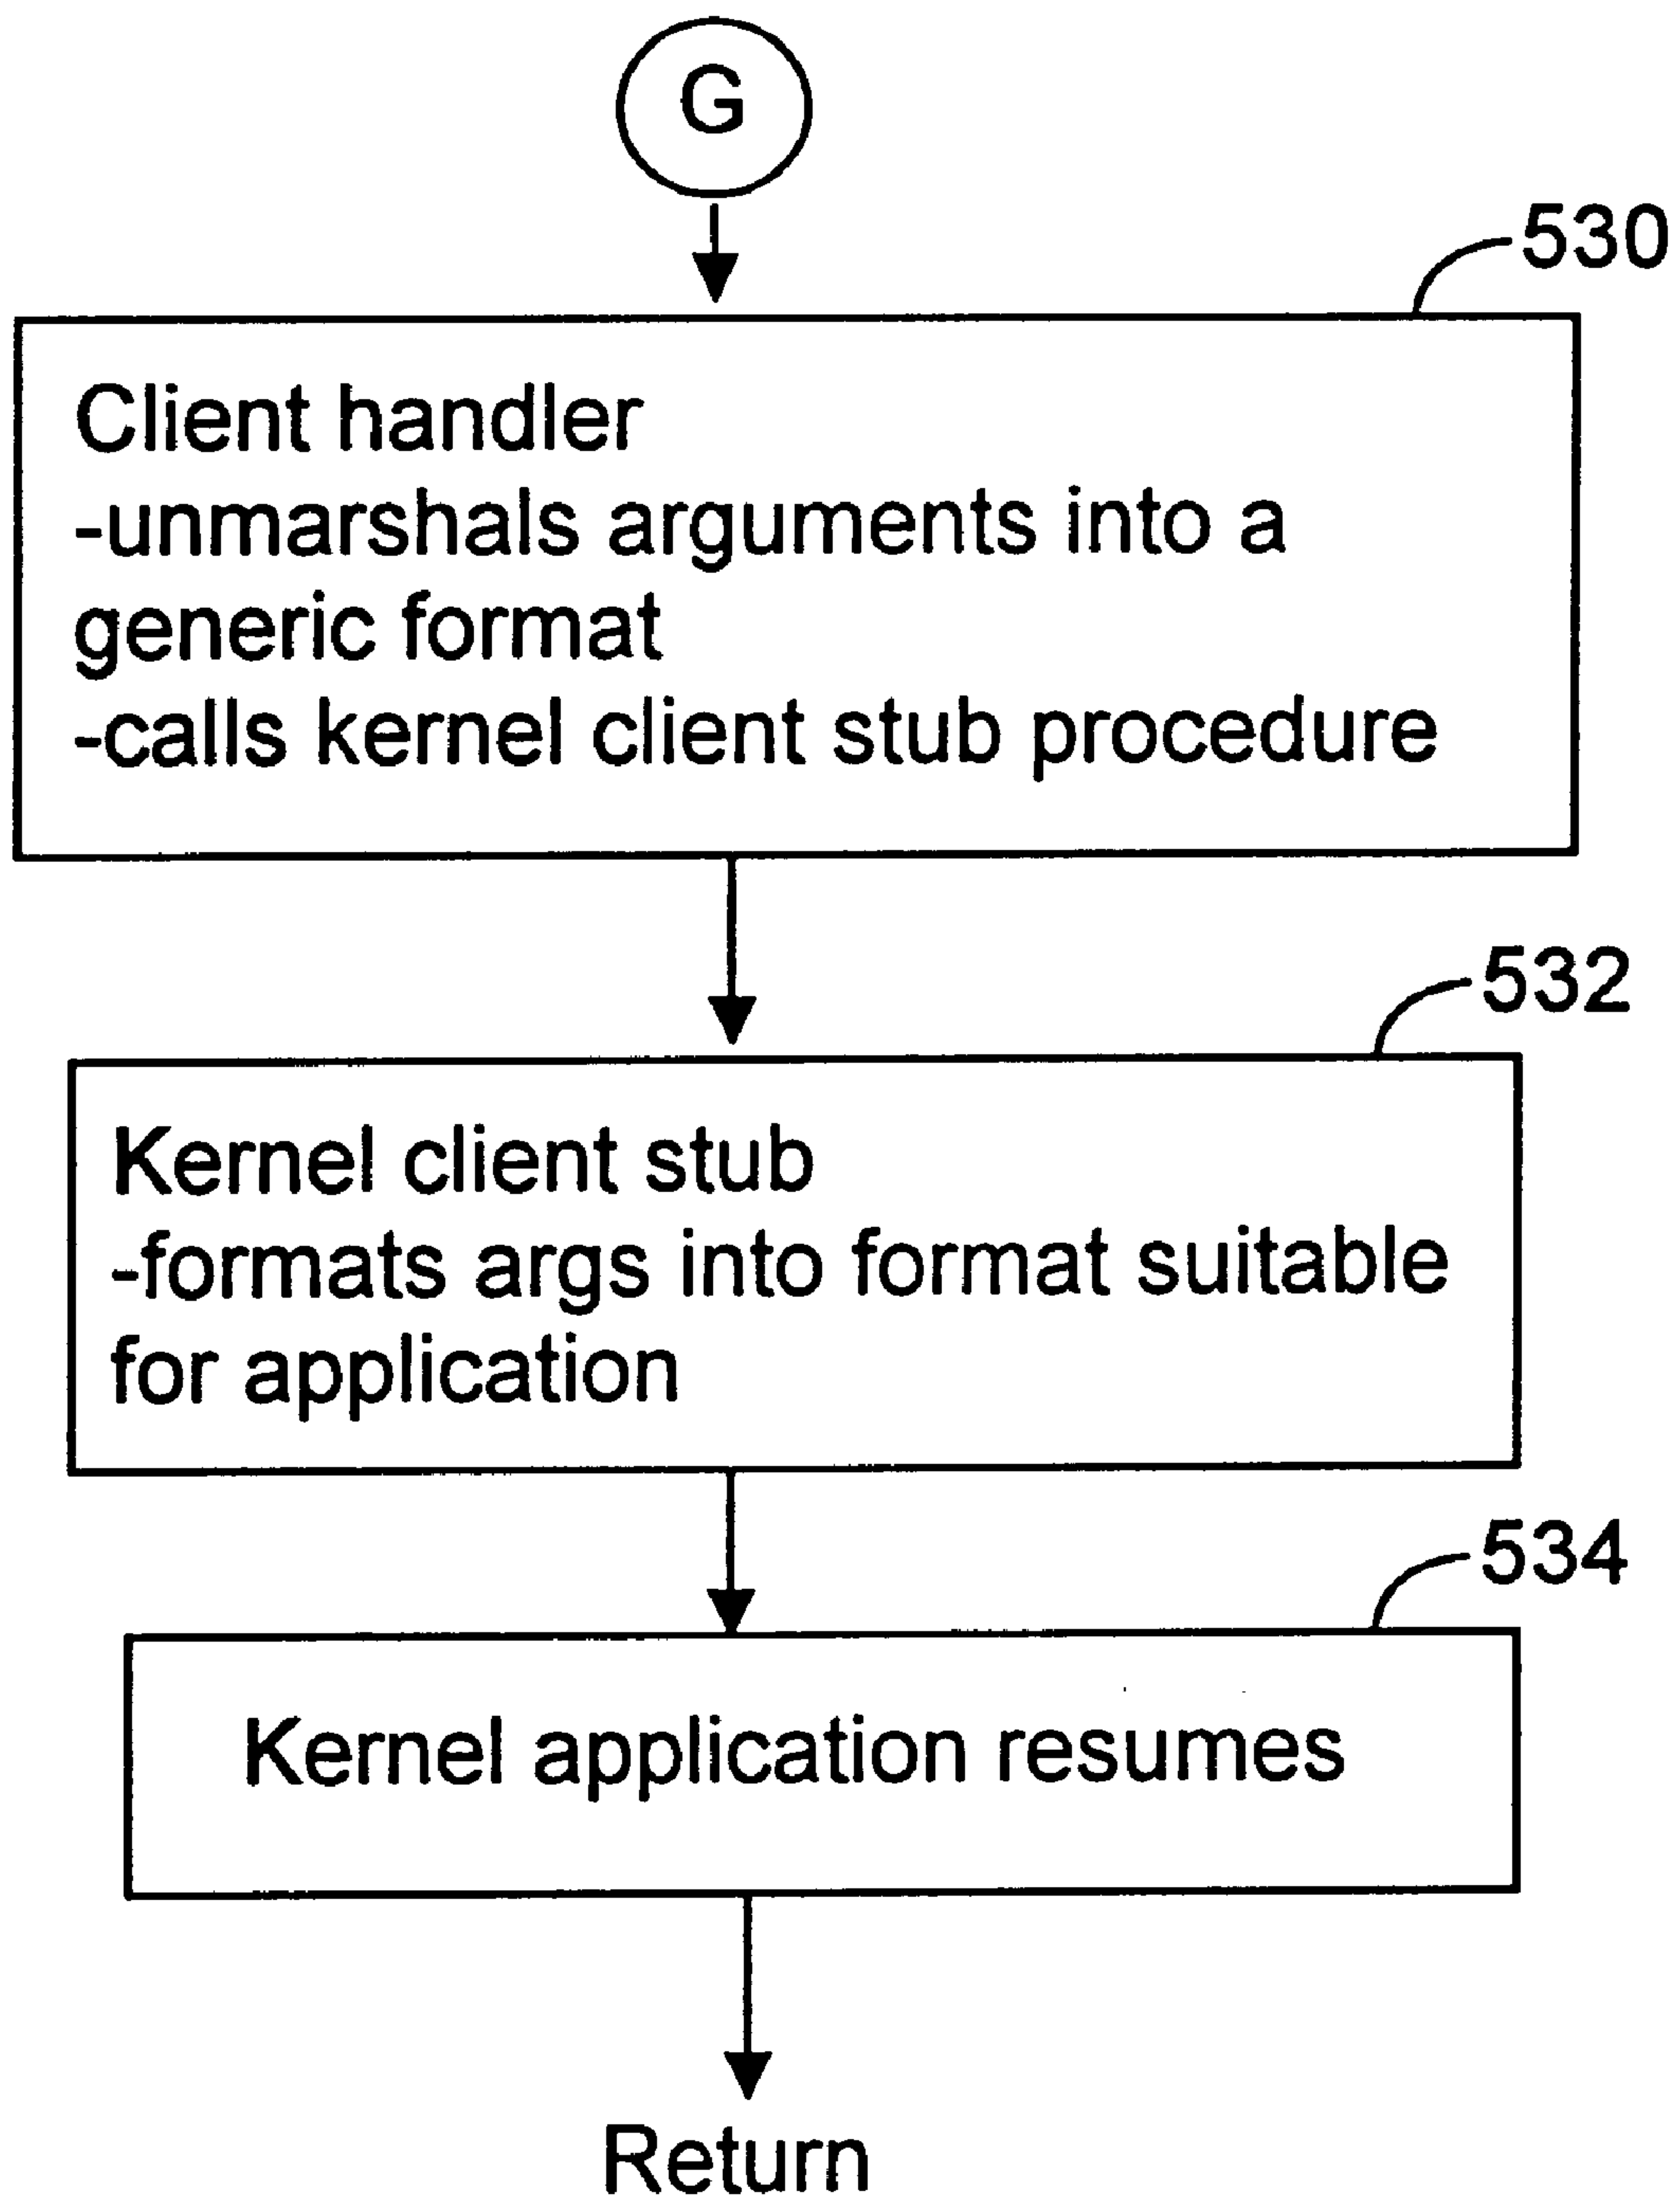 G
530
Client handler
-unmarshals arguments into a
generic format
-calls kernel client stub procedure
532
Kernel client stub
-formats args into format suitable
for application
534
Kernel application resumes
Return